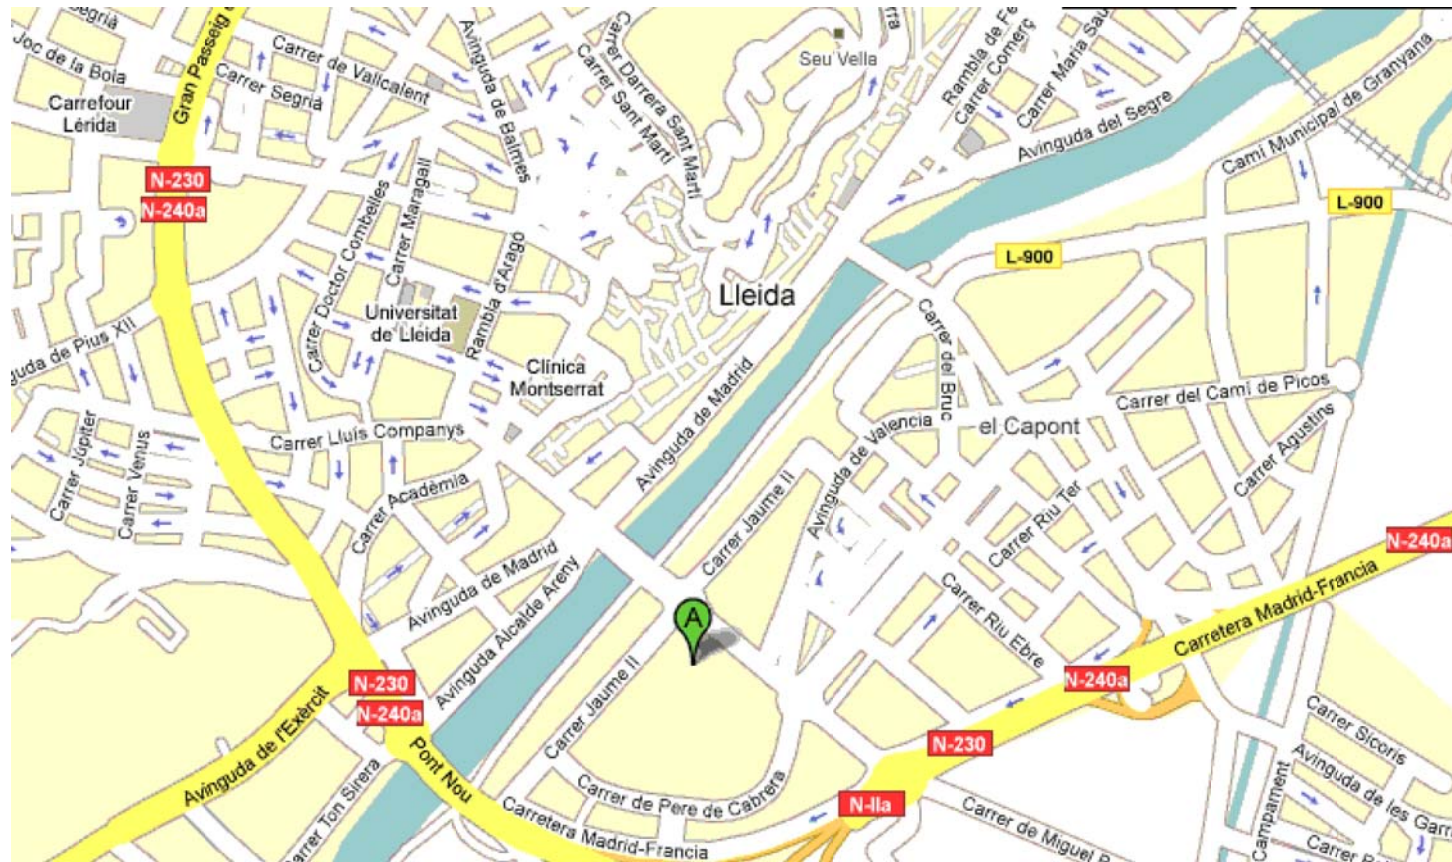 Segrià
Joc de la Bola
Carrefour
Lérida
Gran Passeig
Carrer de Vallcalent
Carrer Segrià
Avinguda de Balmes
Carrer Sant Martí
Carrer Darrera Sant Martí
Seu Vella
Rambla de
Carrer Comerç
Carrer Maria
Avinguda del Segre
Camí Municipal de Granyana
N-230
N-240a
L-900
L-900
Carrer Doctor Combelles
Carrer Maragall
Rambla d'Arago
Universitat
de Lleida
Lleida
Clínica
Montserrat
de Pius XII
Carrer Júpiter
Carrer Venus
Carrer Lluís Companys
Carrer Acadèmia
Avinguda de Madrid
Avinguda de Madrid
Avinguda Alcalde Areny
Carrer del Bruc
Avinguda de Valencia
el Capont
Carrer del Camí de Picos
Carrer Agustins
Carrer Jaume II
Carrer Riu Ter
Carrer Riu Ebre
A
N-240a
Carretera Madrid-Francia
N-240a
N-230
N-240a
Carrer Jaume II
N-230
Avinguda de l'Exèrcit
Pont Nou
Carrer Ton Sirera
Carrer de Pere de Cabrera
Carretera Madrid-Francia
N-IIa
Carrer de Miguel
Campament
Carrer Sicoris
Avinguda de les
Carrer